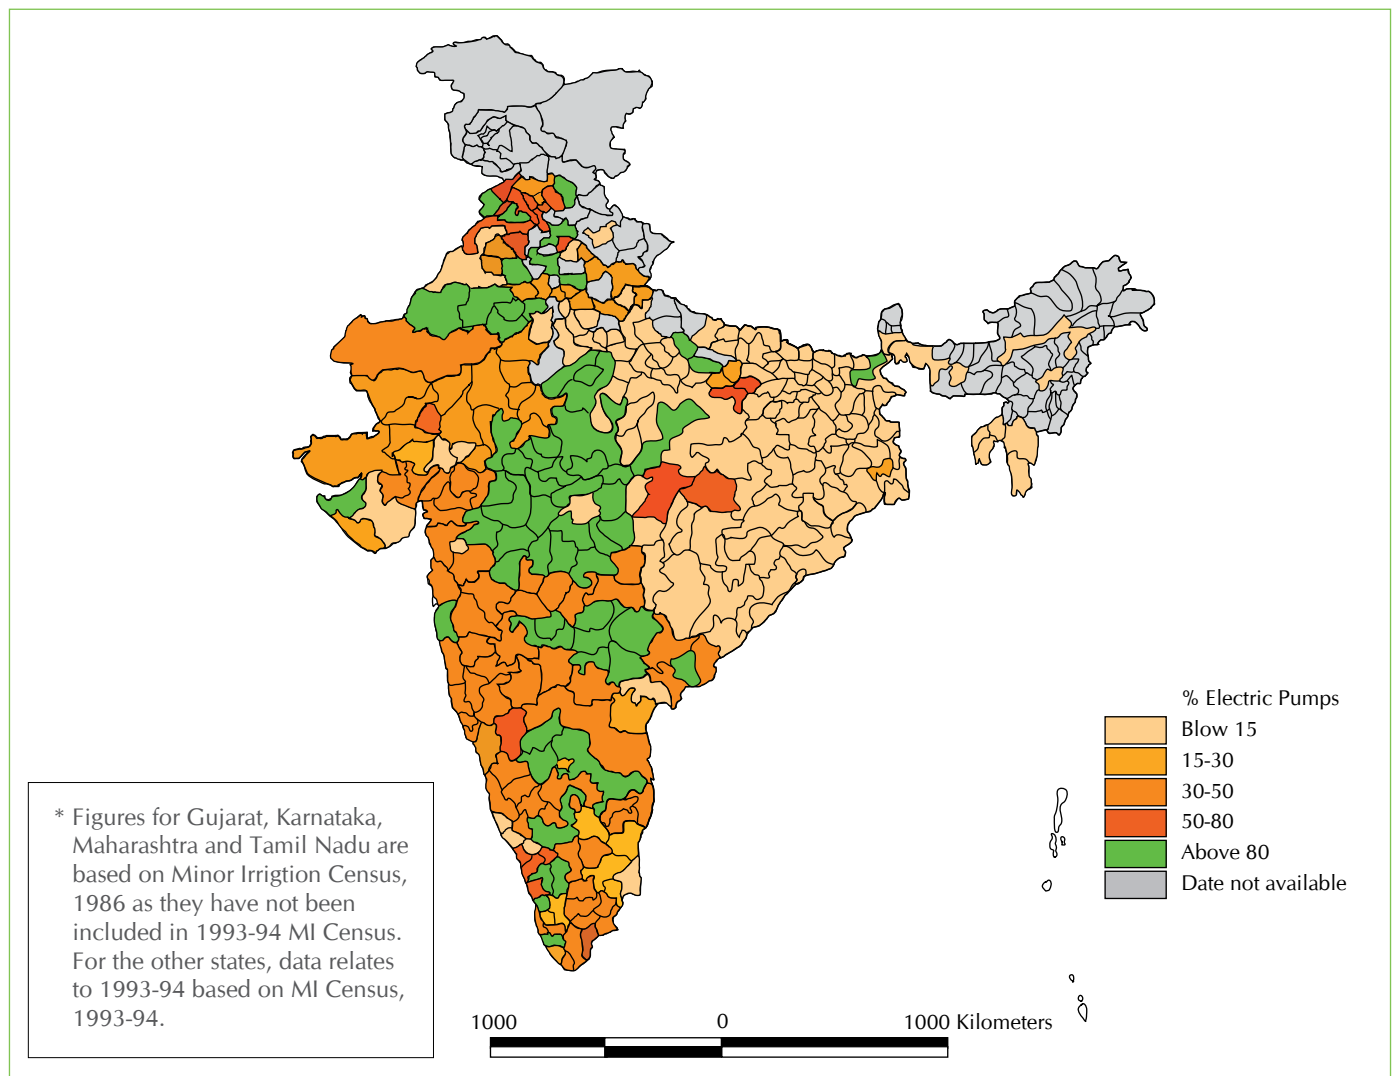 % Electric Pumps
Blow 15
15-30
30-50
50-80
Above 80
Date not available
* Figures for Gujarat, Karnataka,
Maharashtra and Tamil Nadu are
based on Minor Irrigtion Census,
1986 as they have not been
included in 1993-94 MI Census.
For the other states, data relates
to 1993-94 based on MI Census,
1993-94.
1000 0 1000 Kilometers